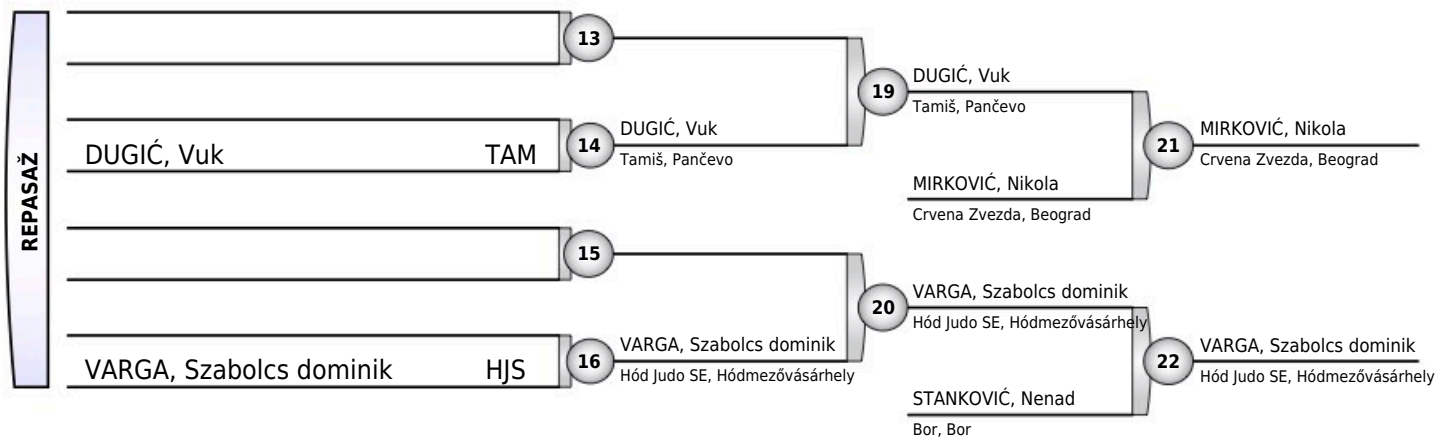 REPASAŽ
13
DUGIĆ, Vuk TAM
14
DUGIĆ, Vuk
Tamiš, Pančevo
19
DUGIĆ, Vuk
Tamiš, Pančevo
MIRKOVIĆ, Nikola
Crvena Zvezda, Beograd
21
MIRKOVIĆ, Nikola
Crvena Zvezda, Beograd
15
VARGA, Szabolcs dominik HJS
16
VARGA, Szabolcs dominik
Hód Judo SE, Hódmezővásárhely
20
VARGA, Szabolcs dominik
Hód Judo SE, Hódmezővásárhely
STANKOVIĆ, Nenad
Bor, Bor
22
VARGA, Szabolcs dominik
Hód Judo SE, Hódmezővásárhely